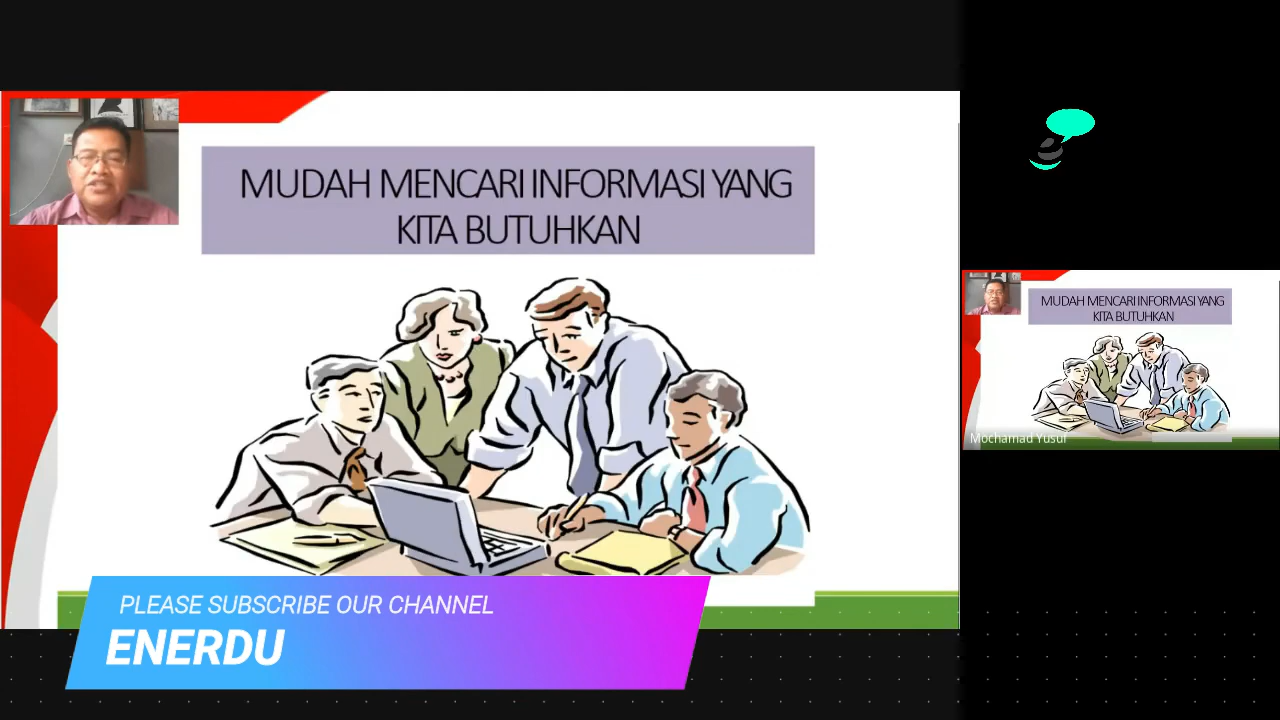 MUDAH MENCARI INFORMASI YANG
KITA BUTUHKAN
MUDAH MENCARI INFORMASI YANG
KITA BUTUHKAN
Mochamad Yusuf
PLEASE SUBSCRIBE OUR CHANNEL
ENERDU